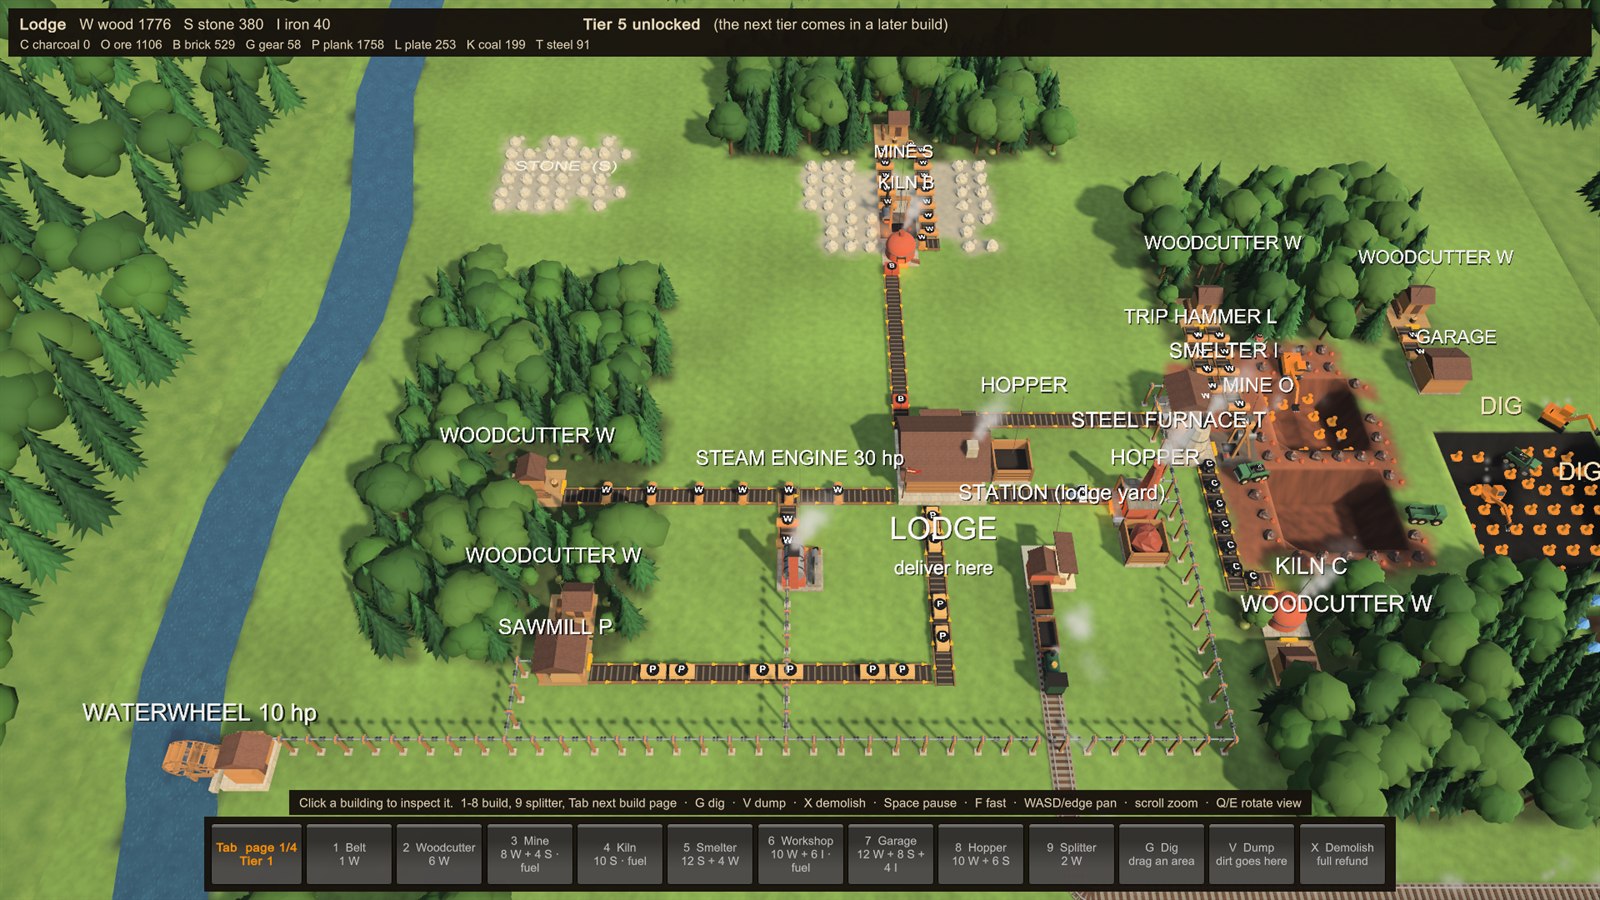 Lodge W wood 1776 S stone 380 I iron 40
Tier 5 unlocked (the next tier comes in a later build)
C charcoal 0 O ore 1106 B brick 529 G gear 58 P plank 1758 L plate 253 K coal 199 T steel 91
STONE (S)
MINE S
KILN B
WOODCUTTER W
WOODCUTTER W
TRIP HAMMER L
GARAGE
SMELTER I
HOPPER
MINE O
DIG
STEEL FURNACE T
WOODCUTTER W
STEAM ENGINE 30 hp
HOPPER
DIG
STATION (lodge yard)
LODGE
deliver here
WOODCUTTER W
KILN C
WOODCUTTER W
SAWMILL P
WATERWHEEL 10 hp
Click a building to inspect it. 1-8 build, 9 splitter, Tab next build page · G dig · V dump · X demolish · Space pause · F fast · WASD/edge pan · scroll zoom · Q/E rotate view
Tab page 1/4
Tier 1
1 Belt
1 W
2 Woodcutter
6 W
3 Mine
8 W + 4 S ·
fuel
4 Kiln
10 S · fuel
5 Smelter
12 S + 4 W
6 Workshop
10 W + 6 I ·
fuel
7 Garage
12 W + 8 S +
4 I
8 Hopper
10 W + 6 S
9 Splitter
2 W
G Dig
drag an area
V Dump
dirt goes here
X Demolish
full refund